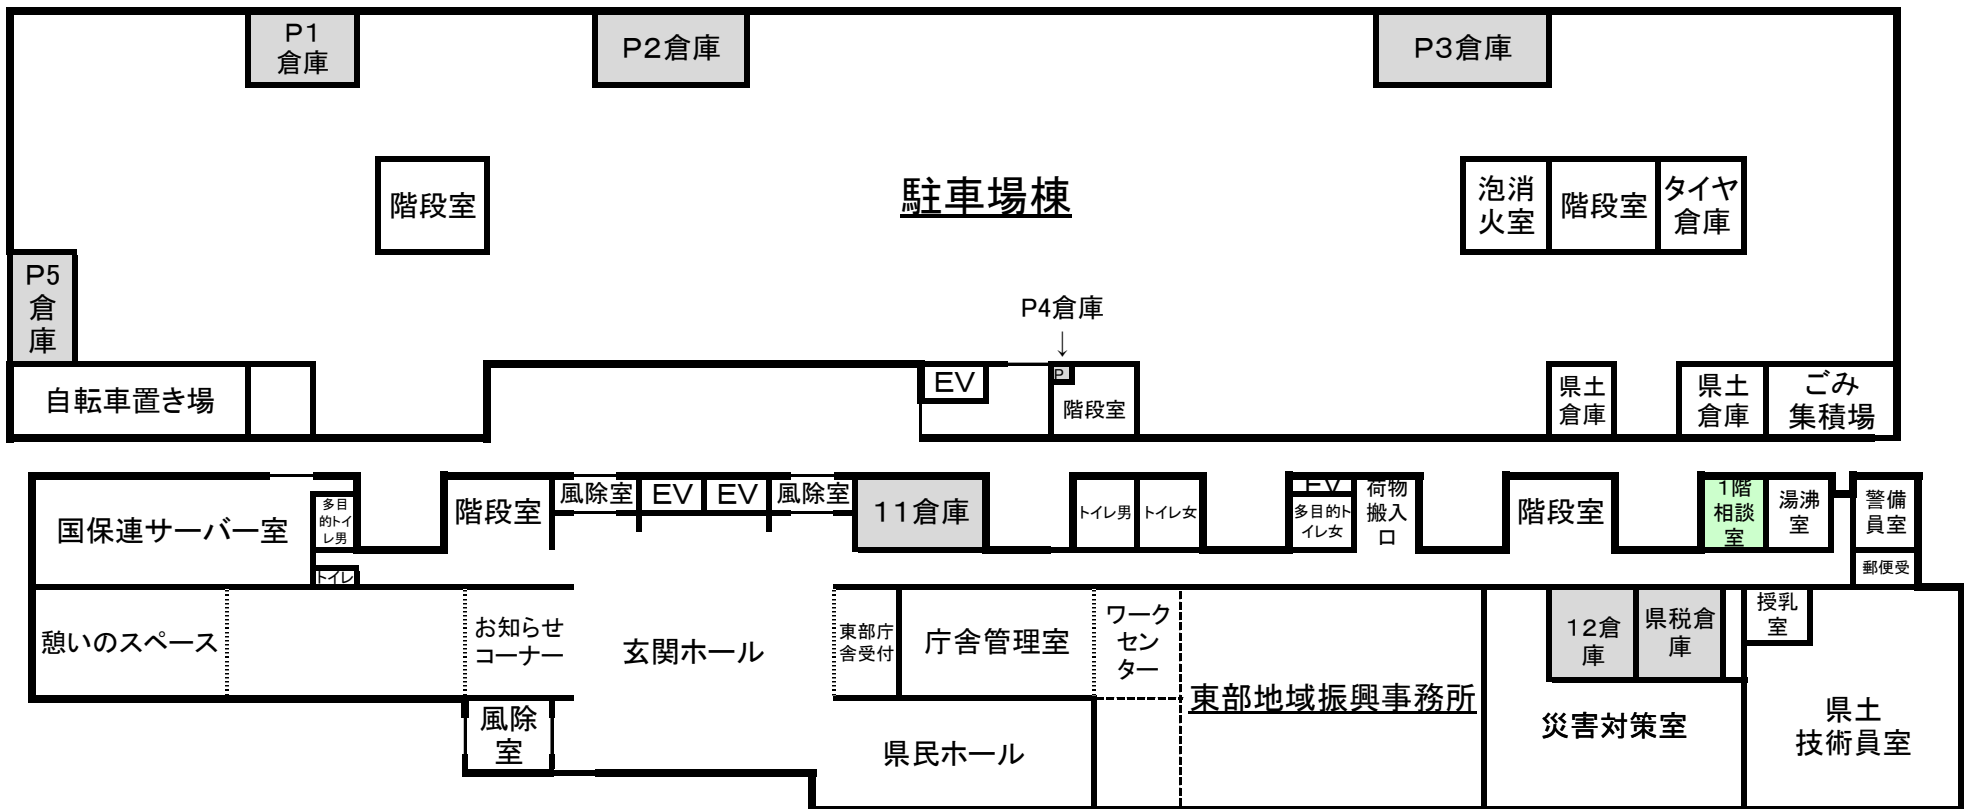 P1
倉庫
P2倉庫
P3倉庫
階段室
駐車場棟
泡消
火室
階段室
タイヤ
倉庫
P5
倉
庫
P4倉庫
↓
自転車置き場
EV
P
階段室
県土
倉庫
県土
倉庫
ごみ
集積場
国保連サーバー室
多目
的トイ
レ男
トイレ
階段室
風除室
EV
EV
風除室
11倉庫
トイレ男
トイレ女
EV
多目的ト
イレ女
荷物
搬入
口
階段室
1階
相談
室
湯沸
室
警備
員室
郵便受
憩いのスペース
お知らせ
コーナー
玄関ホール
東部庁
舎受付
庁舎管理室
ワーク
セン
ター
東部地域振興事務所
12倉
庫
県税倉
庫
授乳
室
風除
室
県民ホール
災害対策室
県土
技術員室